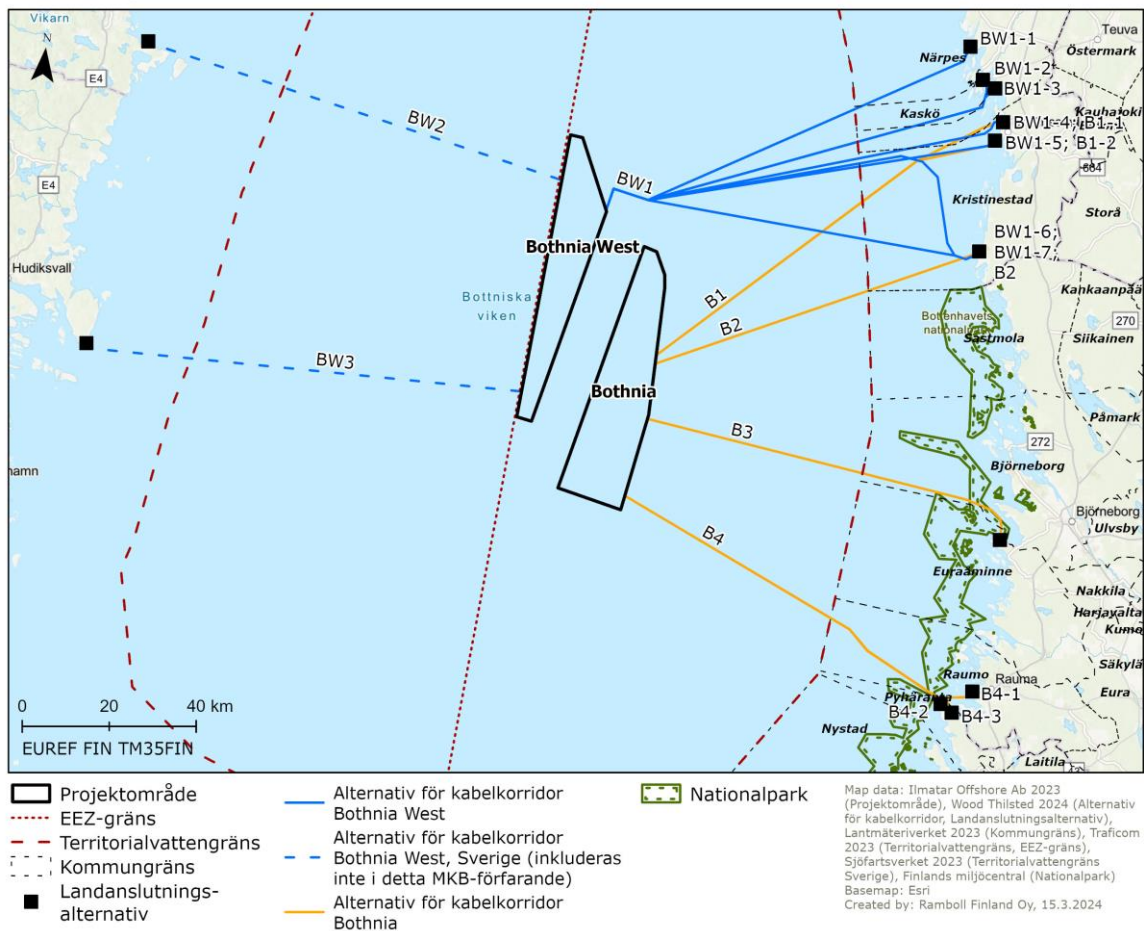 Vikarn
N
E4
E4
Hudiksvall
hamn
BW2
BW3
BW1
Bothnia West
Bottniska
viken
Bothnia
B1
B2
B3
B4
BW1-1
Närpes
Teuva
Östermark
BW1-2
BW1-3
Kaskö
BW1-4; B1-1
BW1-5; B1-2
664
Kristinestad
Storå
BW1-6;
BW1-7;
B2
Kankaanpää
270
Siikainen
Sastmola
Påmark
272
Björneborg
Björneborg
Ulvsby
Euraåminne
Nakkila
Harjavalta
Kumo
Säkylä
Raumo
Rauma
B4-1
Eura
Pyhäranta
B4-2
B4-3
Nystad
Laitila
0 20 40 km
EUREF FIN TM35FIN
Projektområde
EEZ-gräns
Territorialvattengräns
Kommungräns
Landanslutnings-
alternativ
Alternativ för kabelkorridor
Bothnia West
Alternativ för kabelkorridor
Bothnia West, Sverige (inkluderas
inte i detta MKB-förfarande)
Alternativ för kabelkorridor
Bothnia
Nationalpark
Map data: Ilmatar Offshore Ab 2023
(Projektområde), Wood Thilsted 2024 (Alternativ
för kabelkorridor, Landanslutningsalternativ),
Lantmäteriverket 2023 (Kommungräns), Traficom
2023 (Territorialvattengräns, EEZ-gräns),
Sjöfartsverket 2023 (Territorialvattengräns
Sverige), Finlands miljöcentral (Nationalpark)
Basemap: Esri
Created by: Ramboll Finland Oy, 15.3.2024